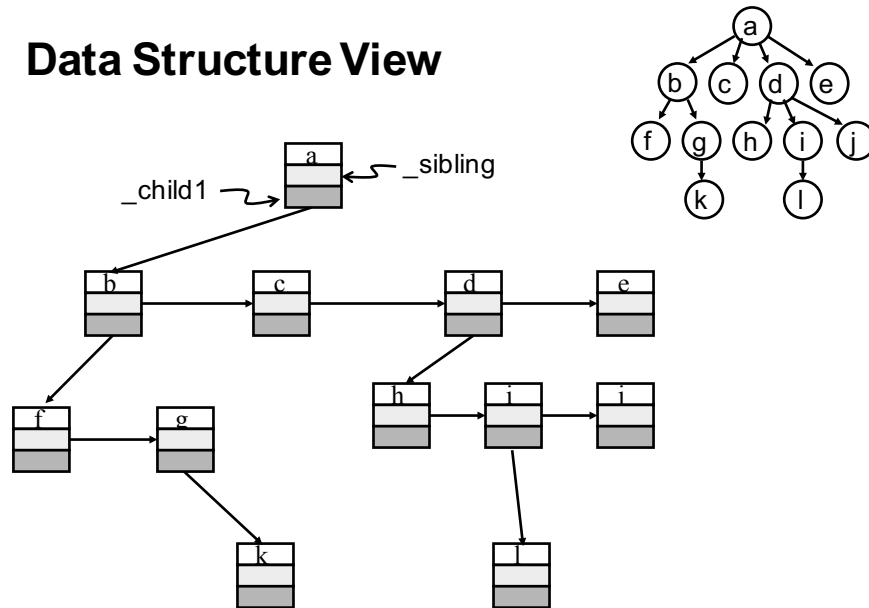 Data Structure View
a
b c d e
f g h i j
k l
a
_sibling
_child1
b c d e
h i j
f g
k l